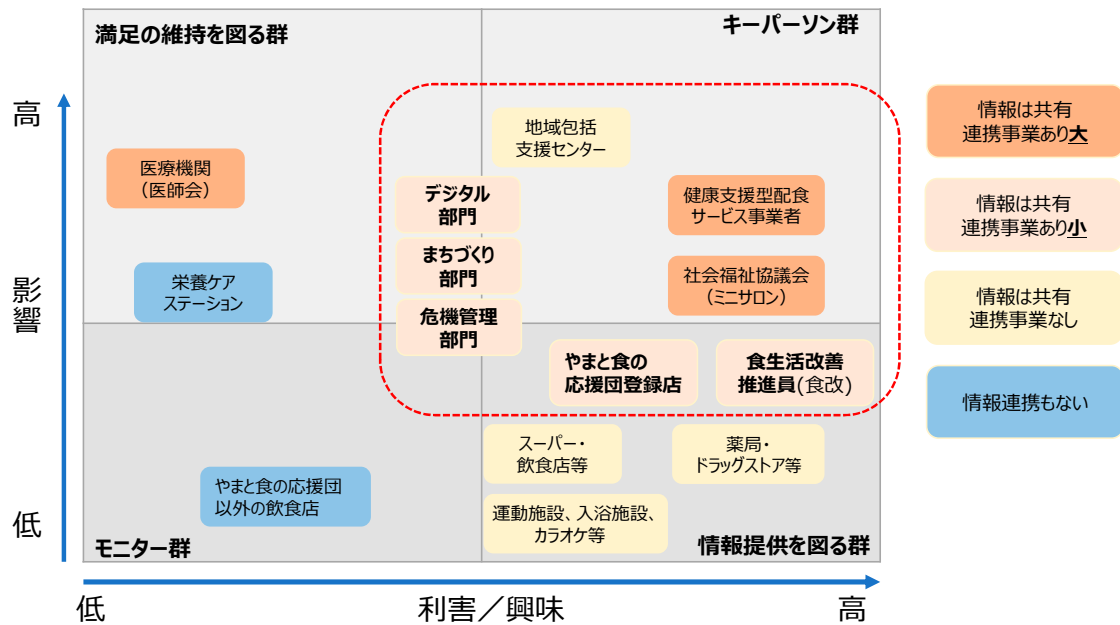 満足の維持を図る群
キーパーソン群
高
影響
低
地域包括
支援センター
医療機関
（医師会）
デジタル
部門
健康支援型配食
サービス事業者
まちづくり
部門
栄養ケア
ステーション
社会福祉協議会
（ミニサロン）
危機管理
部門
やまと食の
応援団登録店
食生活改善
推進員(食改)
スーパー・
飲食店等
薬局・
ドラッグストア等
やまと食の応援団
以外の飲食店
運動施設、入浴施設、
カラオケ等
モニター群
情報提供を図る群
低
利害／興味
高
情報は共有
連携事業あり大
情報は共有
連携事業あり小
情報は共有
連携事業なし
情報連携もない